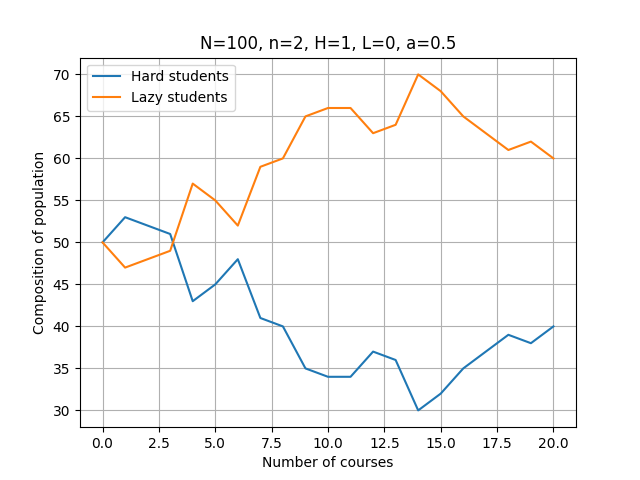 N=100, n=2, H=1, L=0, a=0.5
Hard students
Lazy students
Composition of population
70
65
60
55
50
45
40
35
30
0.0 2.5 5.0 7.5 10.0 12.5 15.0 17.5 20.0
Number of courses